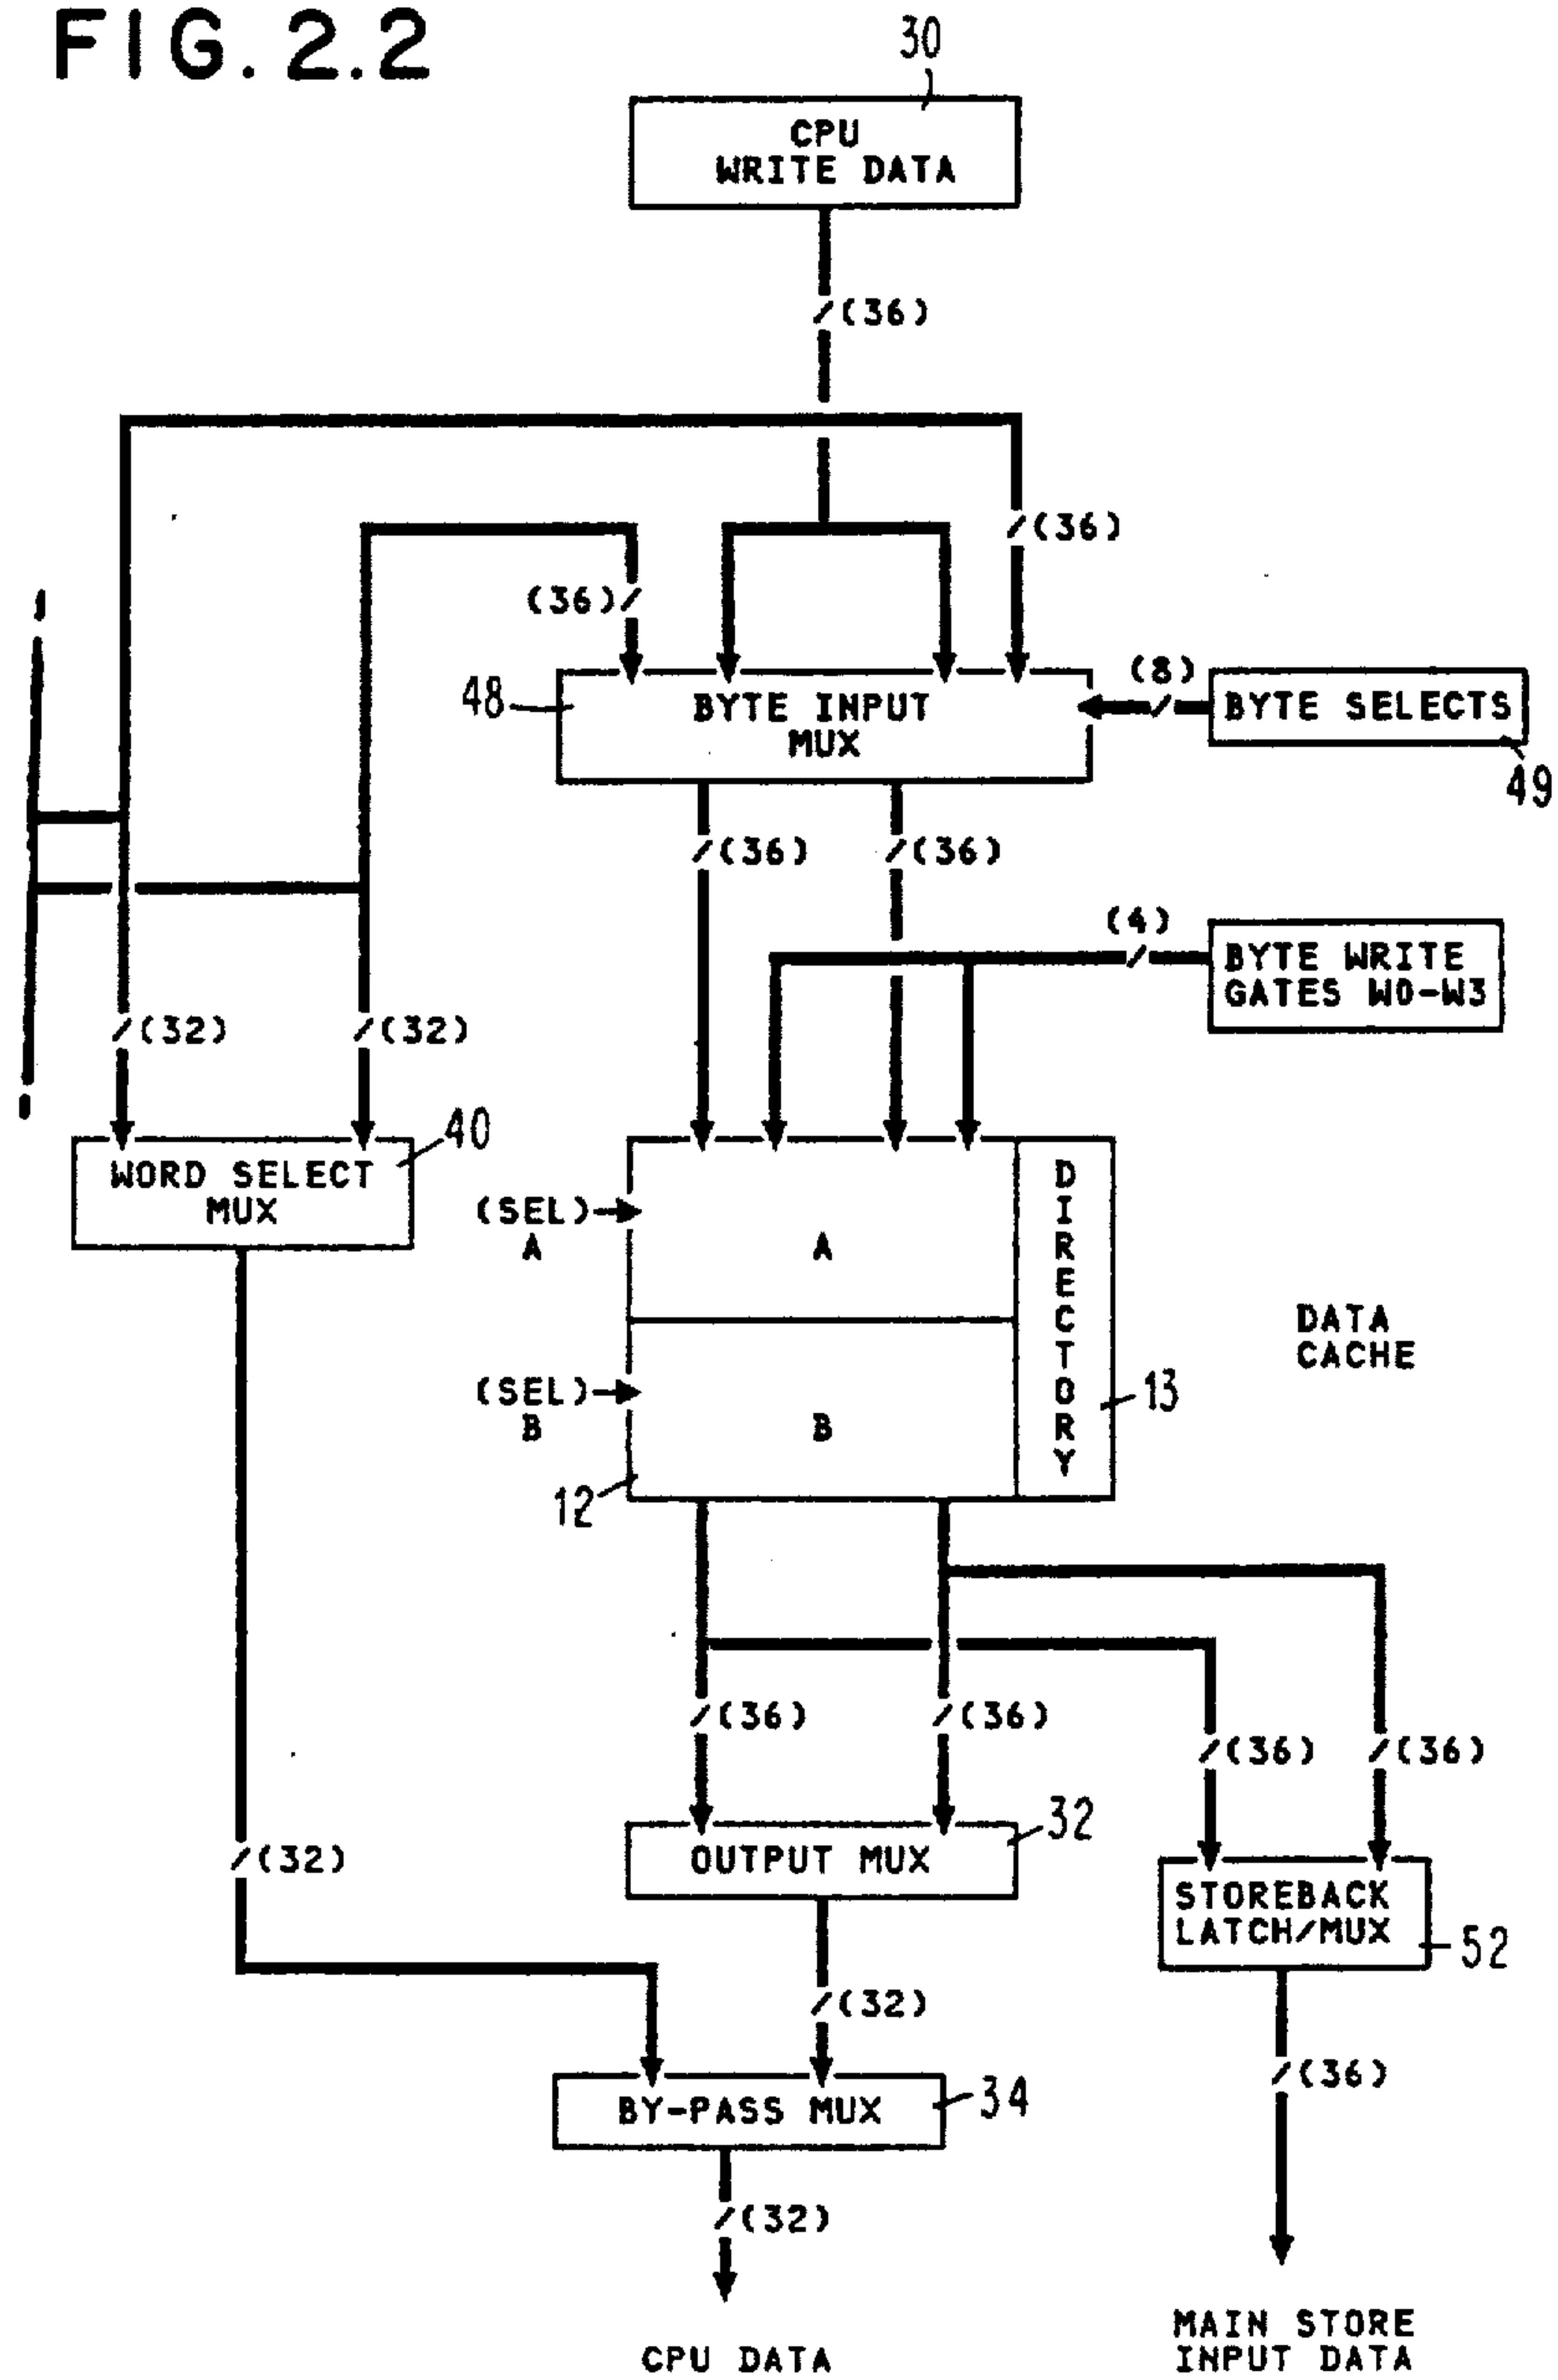 FIG. 2.2
30
CPU
WRITE DATA
(36)
(36)
(36)
48
BYTE INPUT
MUX
(8)
BYTE SELECTS
49
(36)
(36)
(4)
BYTE WRITE
GATES W0-W3
(32)
(32)
40
WORD SELECT
MUX
(SEL)
A
A
DIRECTORY
DATA
CACHE
(SEL)
B
B
13
12
(36)
(36)
(36)
(36)
32
OUTPUT MUX
(32)
STOREBACK
LATCH/MUX
52
(32)
(36)
BY-PASS MUX
34
(32)
CPU DATA
MAIN STORE
INPUT DATA